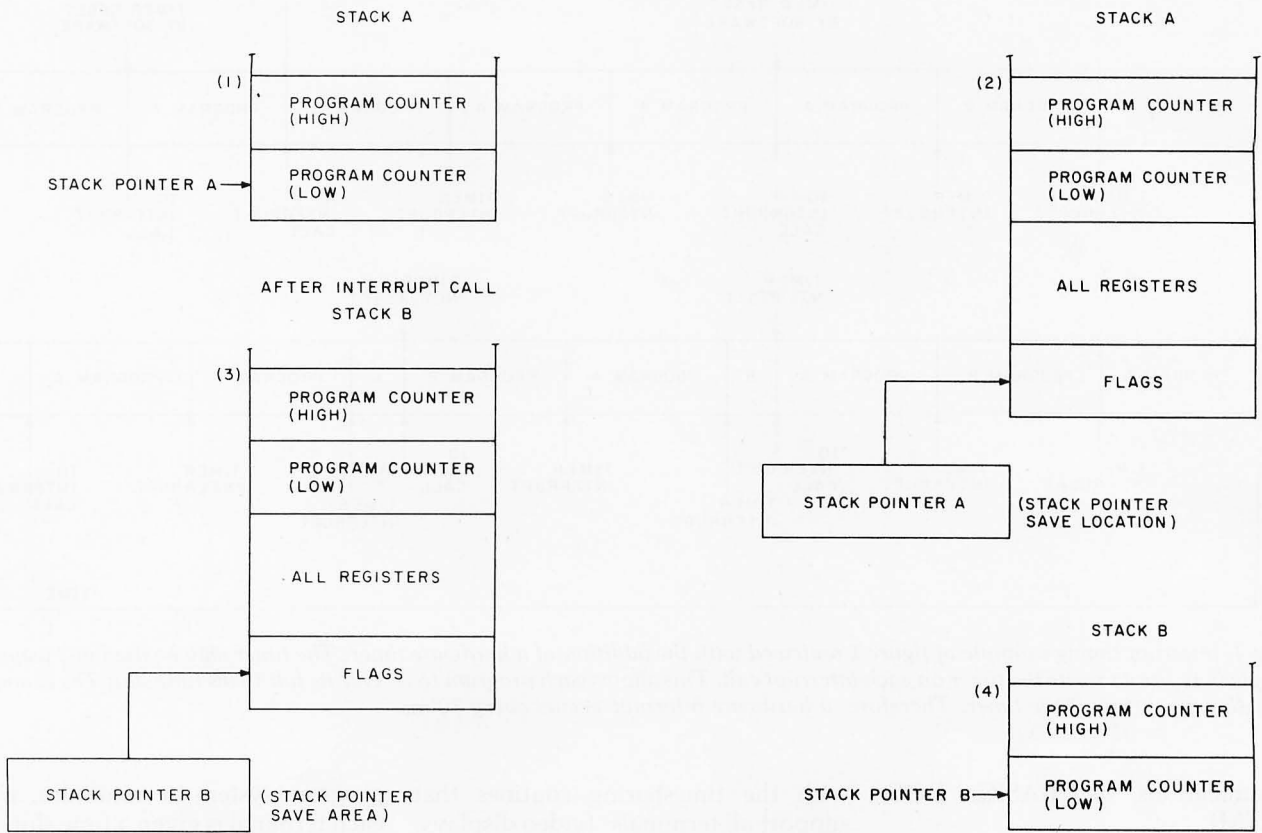 STACK A
(1)
PROGRAM COUNTER
(HIGH)
STACK POINTER A
PROGRAM COUNTER
(LOW)
AFTER INTERRUPT CALL
STACK A
(2)
PROGRAM COUNTER
(HIGH)
PROGRAM COUNTER
(LOW)
ALL REGISTERS
FLAGS
STACK POINTER A
(STACK POINTER
SAVE LOCATION)
STACK B
(3)
PROGRAM COUNTER
(HIGH)
PROGRAM COUNTER
(LOW)
ALL REGISTERS
FLAGS
STACK POINTER B
(STACK POINTER
SAVE AREA)
STACK B
(4)
PROGRAM COUNTER
(HIGH)
STACK POINTER B
PROGRAM COUNTER
(LOW)